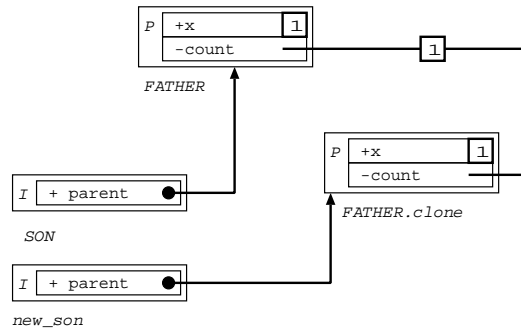 P +x 1
-count 1
FATHER
P +x 1
-count
I + parent
FATHER.clone
SON
I + parent
new_son